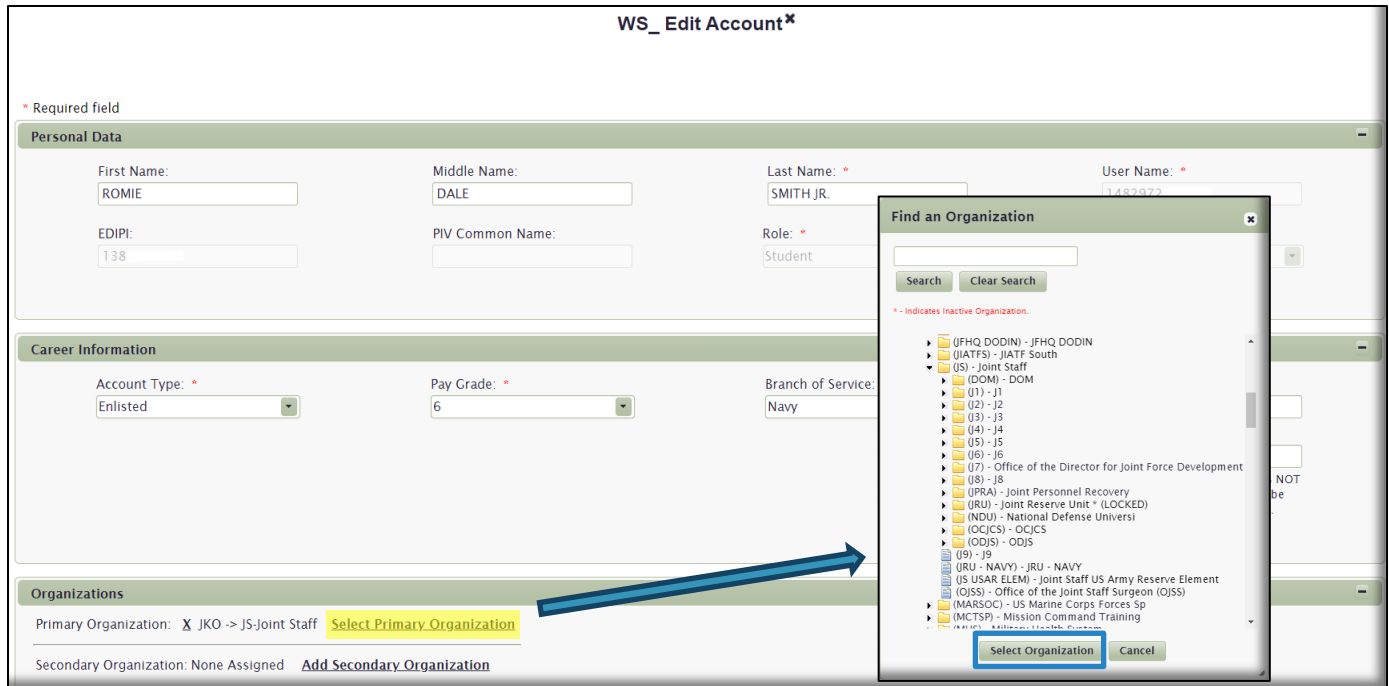 WS_ Edit Account×
* Required field
Personal Data
First Name:
Middle Name:
Last Name: *
User Name: *
ROMIE
DALE
SMITH JR.
1482972
EDIPI:
PIV Common Name:
Role: *
138
Student
Career Information
Account Type: *
Pay Grade: *
Branch of Service:
Enlisted
6
Navy
NOT
be
Organizations
Primary Organization: X JKO -> JS-Joint Staff Select Primary Organization
Secondary Organization: None Assigned Add Secondary Organization
Find an Organization
Search
Clear Search
* - Indicates Inactive Organization.
(JFHQ DODIN) - JFHQ DODIN
(JIATFS) - JIATF South
(JS) - Joint Staff
(DOM) - DOM
(J1) - J1
(J2) - J2
(J3) - J3
(J4) - J4
(J5) - J5
(J6) - J6
(J7) - Office of the Director for Joint Force Development
(J8) - J8
(JPRA) - Joint Personnel Recovery
(JRU) - Joint Reserve Unit * (LOCKED)
(NDU) - National Defense Universi
(OCJCS) - OCJCS
(ODJS) - ODJS
(J9) - J9
(JRU - NAVY) - JRU - NAVY
(JS USAR ELEM) - Joint Staff US Army Reserve Element
(OJSS) - Office of the Joint Staff Surgeon (OJSS)
(MARSOC) - US Marine Corps Forces Sp
(MCTSP) - Mission Command Training
(MHS) - Military Health System
Select Organization
Cancel